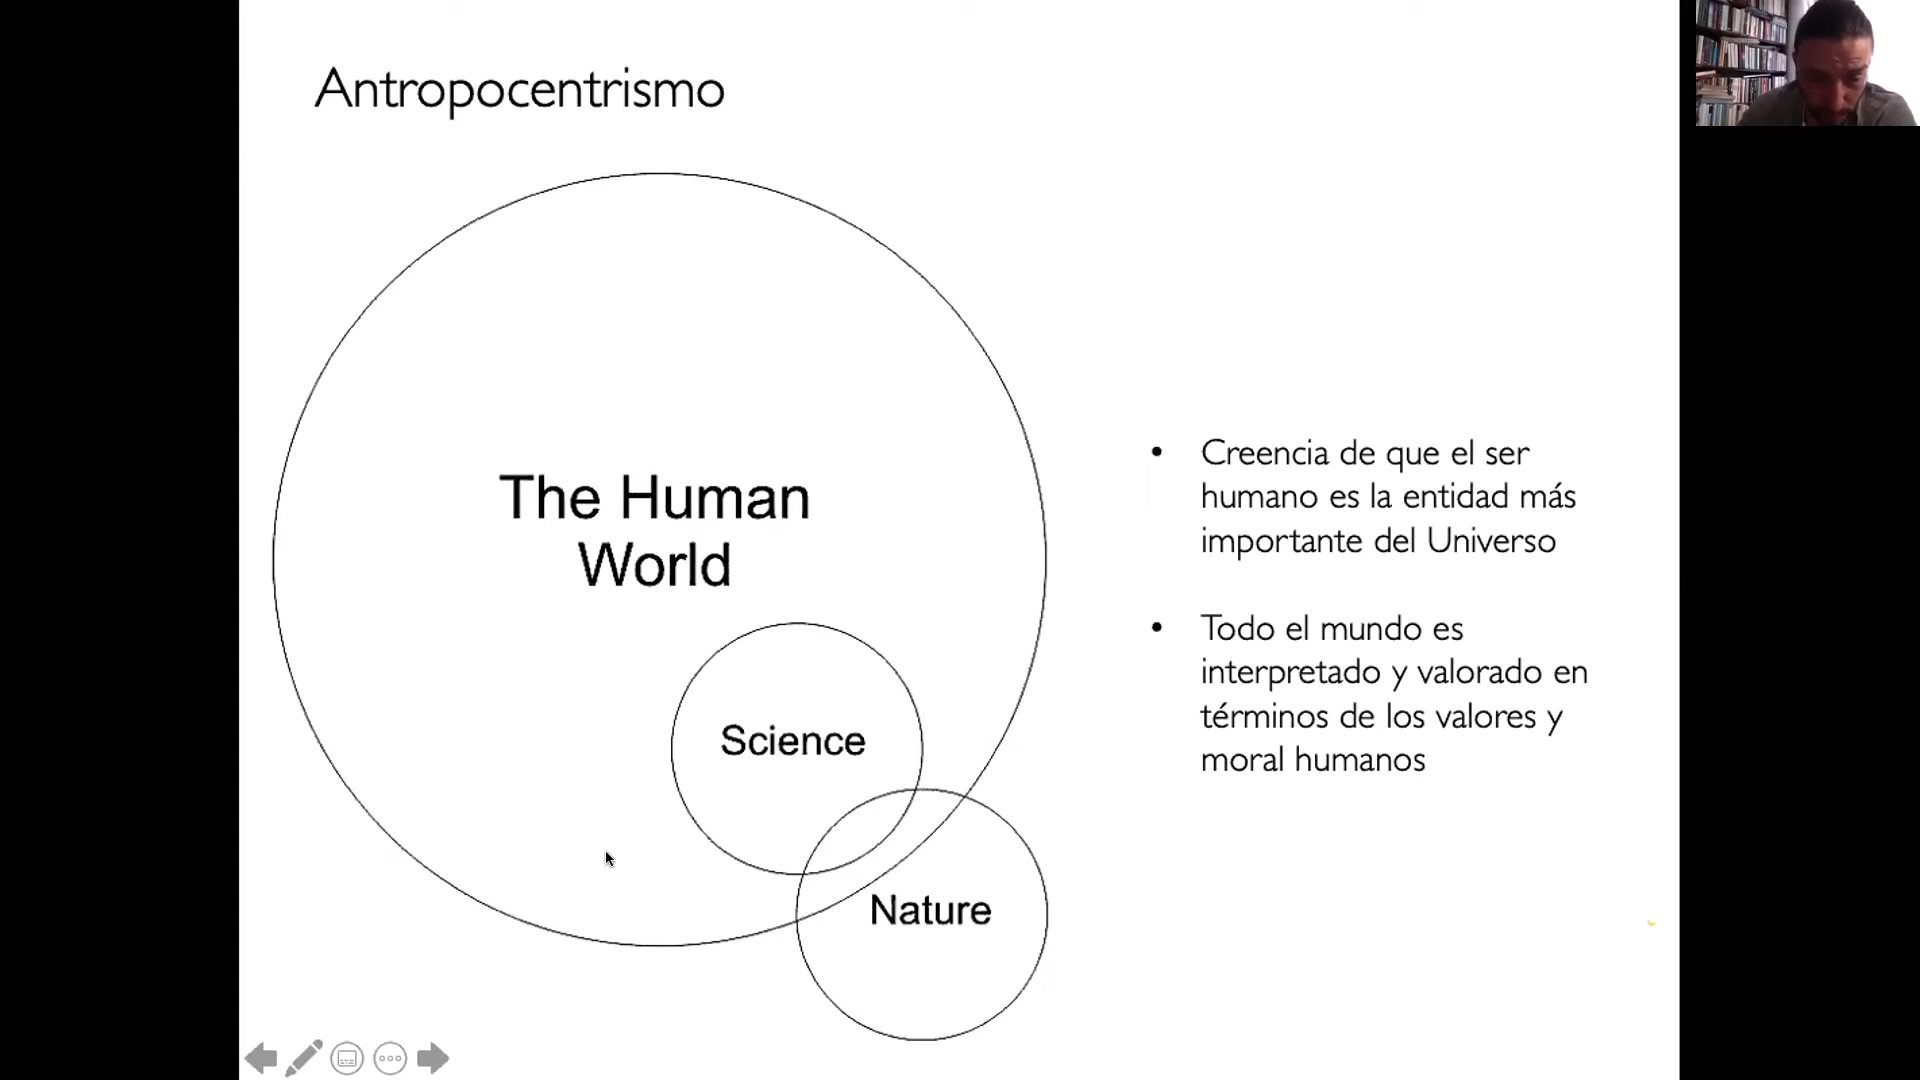 Antropocentrismo
The Human
World
Science
Nature
• Creencia de que el ser
humano es la entidad más
importante del Universo
• Todo el mundo es
interpretado y valorado en
términos de los valores y
moral humanos